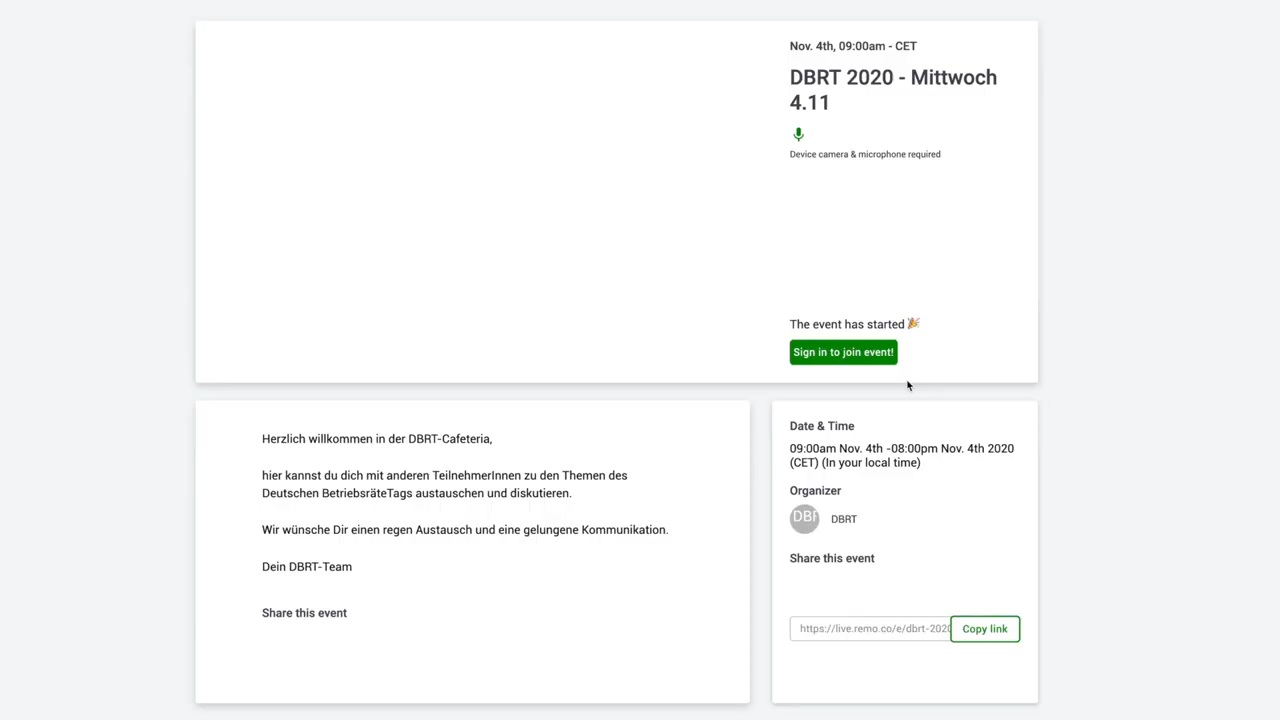 Nov. 4th, 09:00am - CET
DBRT 2020 - Mittwoch
4.11
Device camera & microphone required
The event has started 🎉
Sign in to join event!
Herzlich willkommen in der DBRT-Cafeteria,
hier kannst du dich mit anderen TeilnehmerInnen zu den Themen des
Deutschen BetriebsräteTags austauschen und diskutieren.
Wir wünsche Dir einen regen Austausch und eine gelungene Kommunikation.
Dein DBRT-Team
Share this event
Date & Time
09:00am Nov. 4th -08:00pm Nov. 4th 2020
(CET) (In your local time)
Organizer
DBR DBRT
Share this event
https://live.remo.co/e/dbrt-2020 Copy link